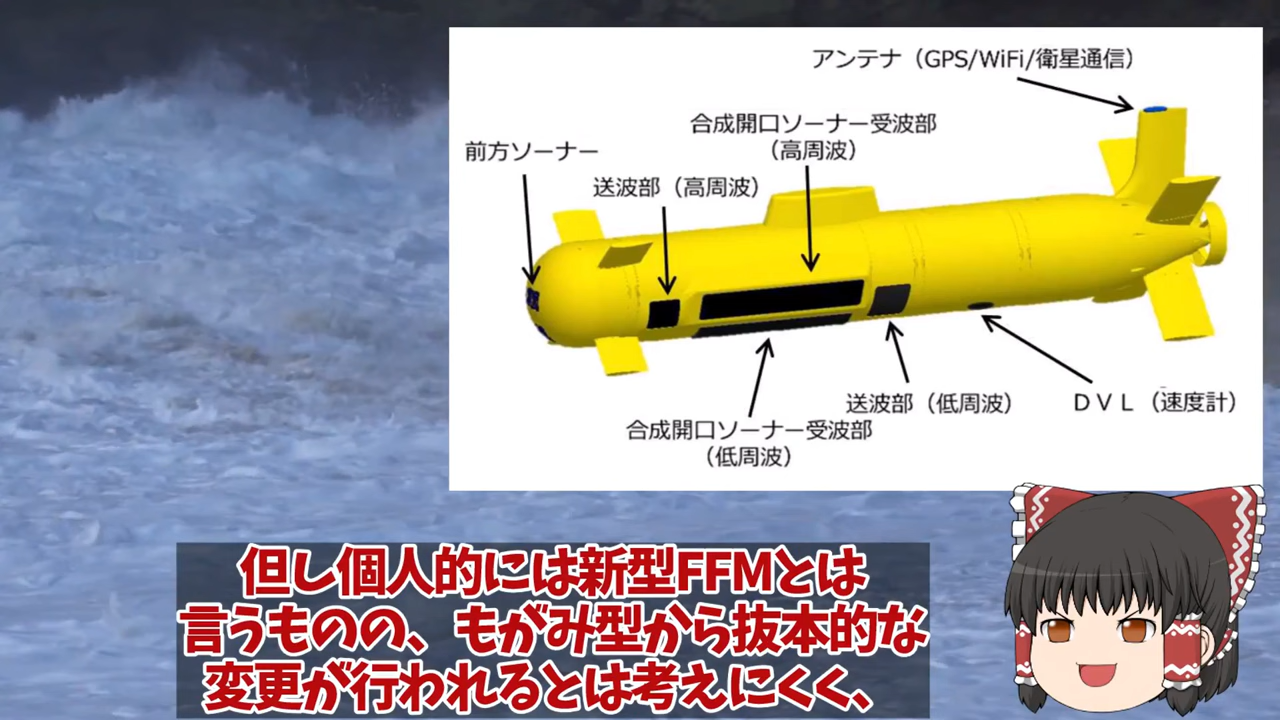 アンテナ（GPS/WiFi/衛星通信）
合成開口ソーナー受波部
（高周波）
前方ソーナー
送波部（高周波）
送波部（低周波）
ＤＶＬ（速度計）
合成開口ソーナー受波部
（低周波）
但し個人的には新型FFMとは
言うものの、もがみ型から抜本的な
変更が行われるとは考えにくく、